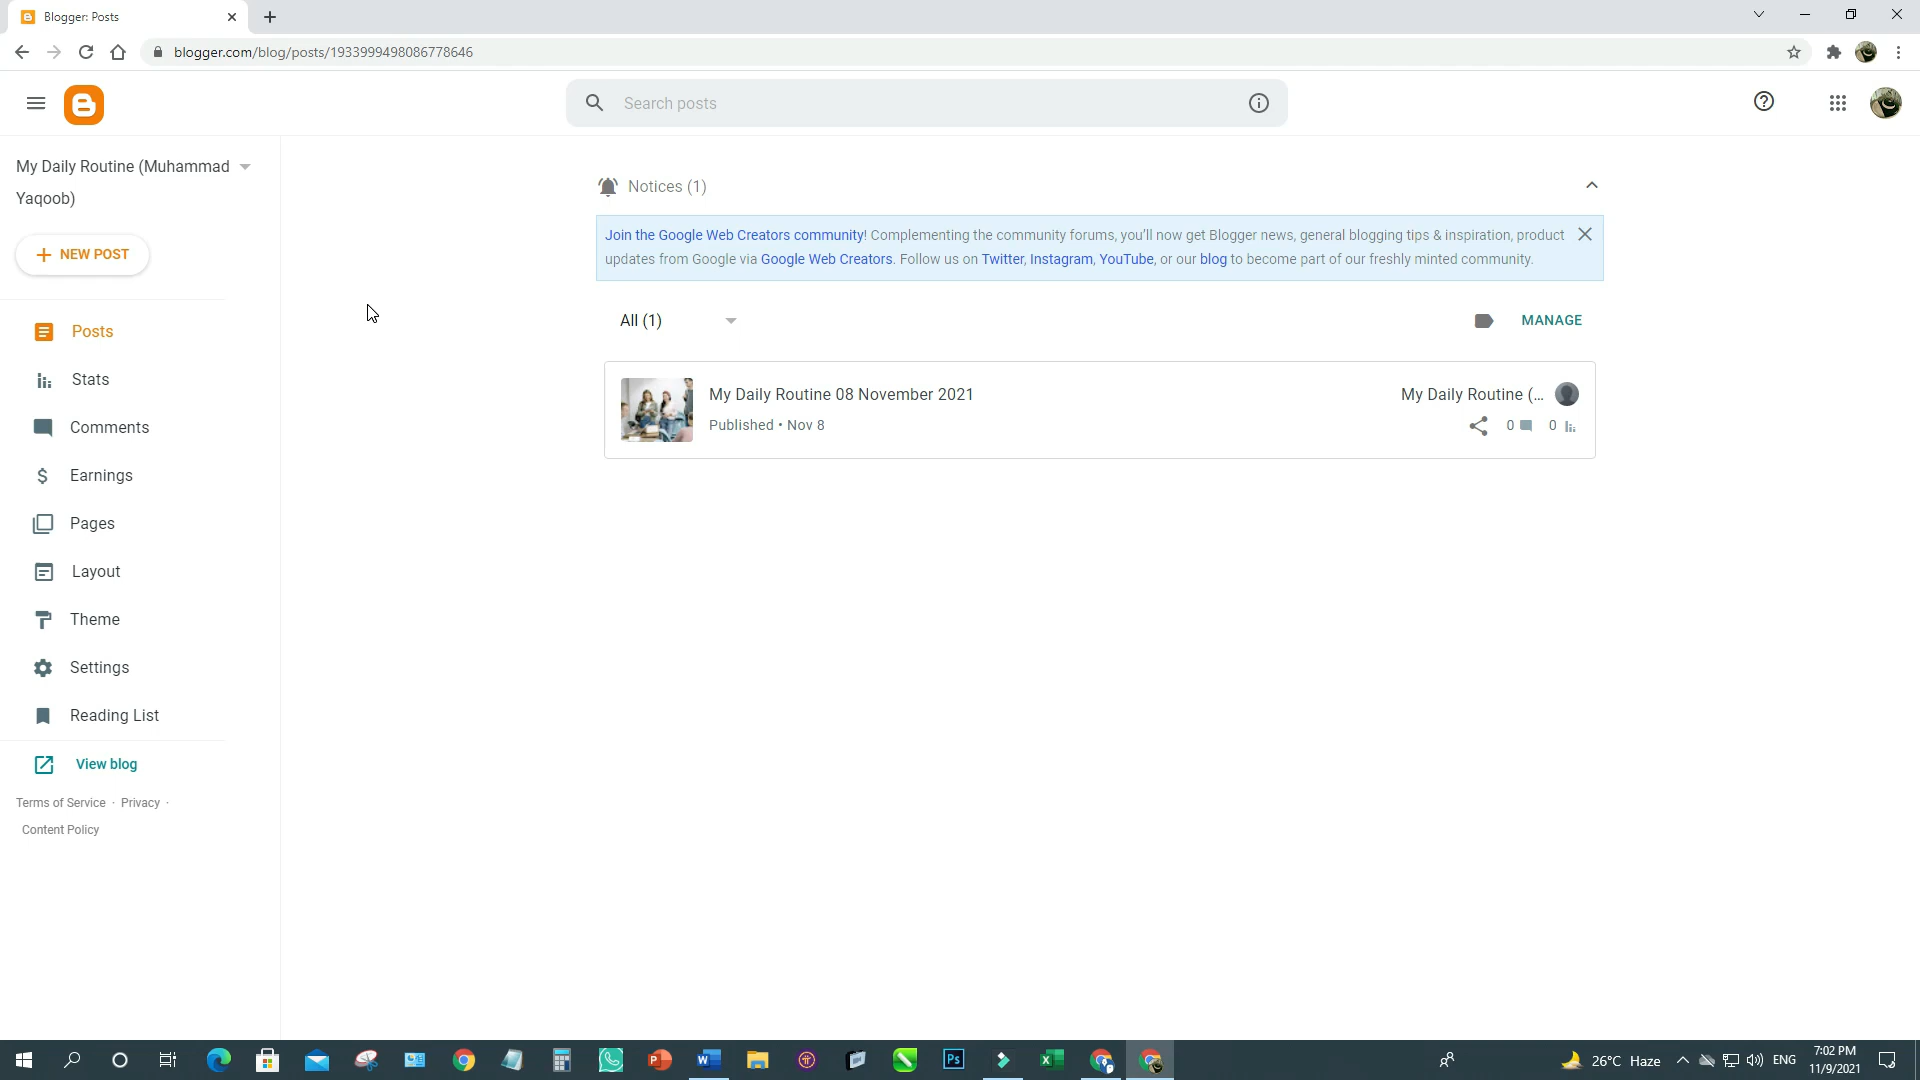 Blogger: Posts
blogger.com/blog/posts/1933999498086778646
Search posts
My Daily Routine (Muhammad
Yaqoob)
NEW POST
Posts
Stats
Comments
Earnings
Pages
Layout
Theme
Settings
Reading List
View blog
Terms of Service · Privacy ·
Content Policy
Notices (1)
Join the Google Web Creators community! Complementing the community forums, you’ll now get Blogger news, general blogging tips & inspiration, product
updates from Google via Google Web Creators. Follow us on Twitter, Instagram, YouTube, or our blog to become part of our freshly minted community.
All (1)
MANAGE
My Daily Routine 08 November 2021
My Daily Routine (…
Published • Nov 8
0
0
26°C Haze
ENG
7:02 PM
11/9/2021